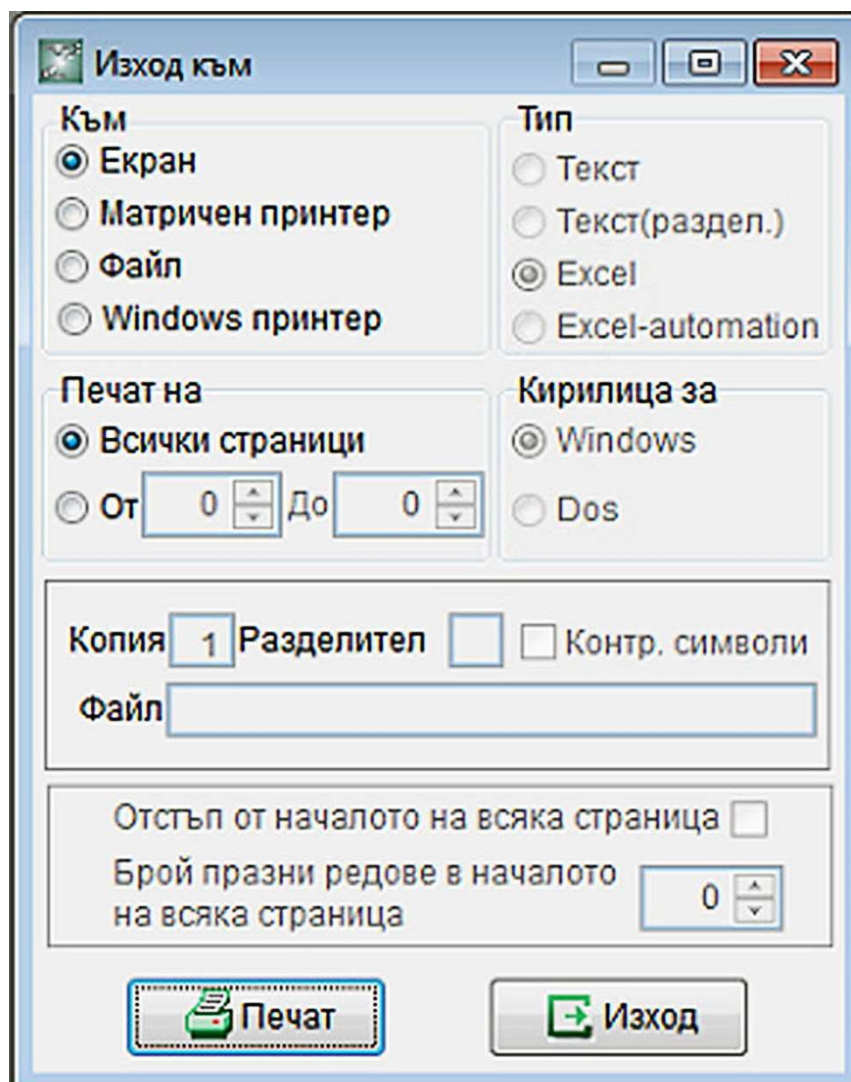 Изход към
Към
Екран
Матричен принтер
Файл
Windows принтер
Тип
Текст
Текст(раздел.)
Excel
Excel-automation
Печат на
Всички страници
От 0 До 0
Кирилица за
Windows
Dos
Копия 1 Разделител Контр. символи
Файл
Отстъп от началото на всяка страница
Брой празни редове в началото
на всяка страница 0
Печат Изход